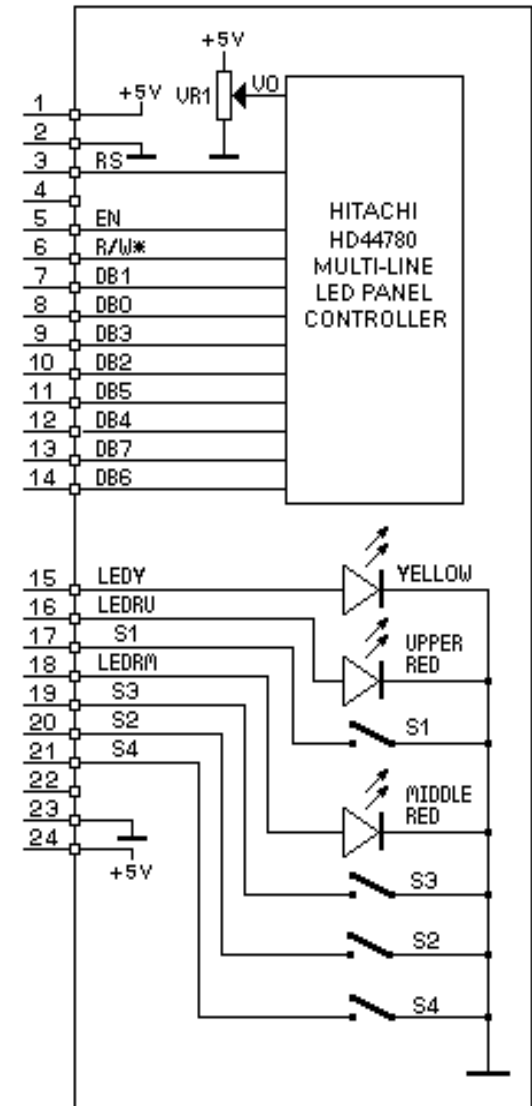 +5V
VR1
VO
1 +5V
2
3 RS
4
5 EN
6 R/W*
7 DB1
8 DB0
9 DB3
10 DB2
11 DB5
12 DB4
13 DB7
14 DB6
HITACHI
HD44780
MULTI-LINE
LED PANEL
CONTROLLER
15 LEDY
16 LEDRU
17 S1
18 LEDRM
19 S3
20 S2
21 S4
22
23
24
+5V
YELLOW
UPPER
RED
S1
MIDDLE
RED
S3
S2
S4